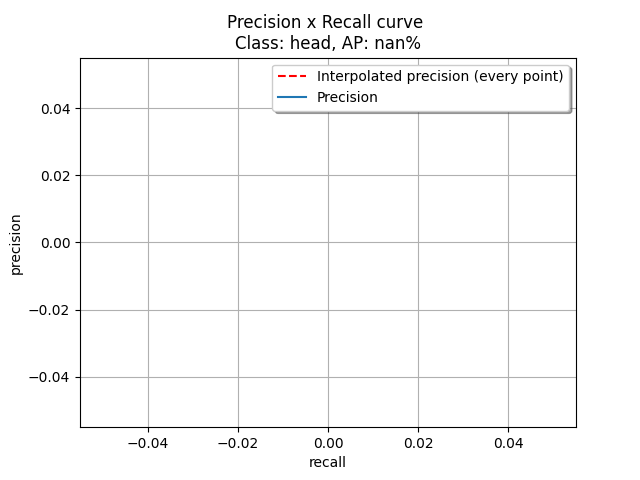 Precision x Recall curve
Class: head, AP: nan%
Interpolated precision (every point)
Precision
precision
0.04
0.02
0.00
−0.02
−0.04
−0.04
−0.02
0.00
0.02
0.04
recall